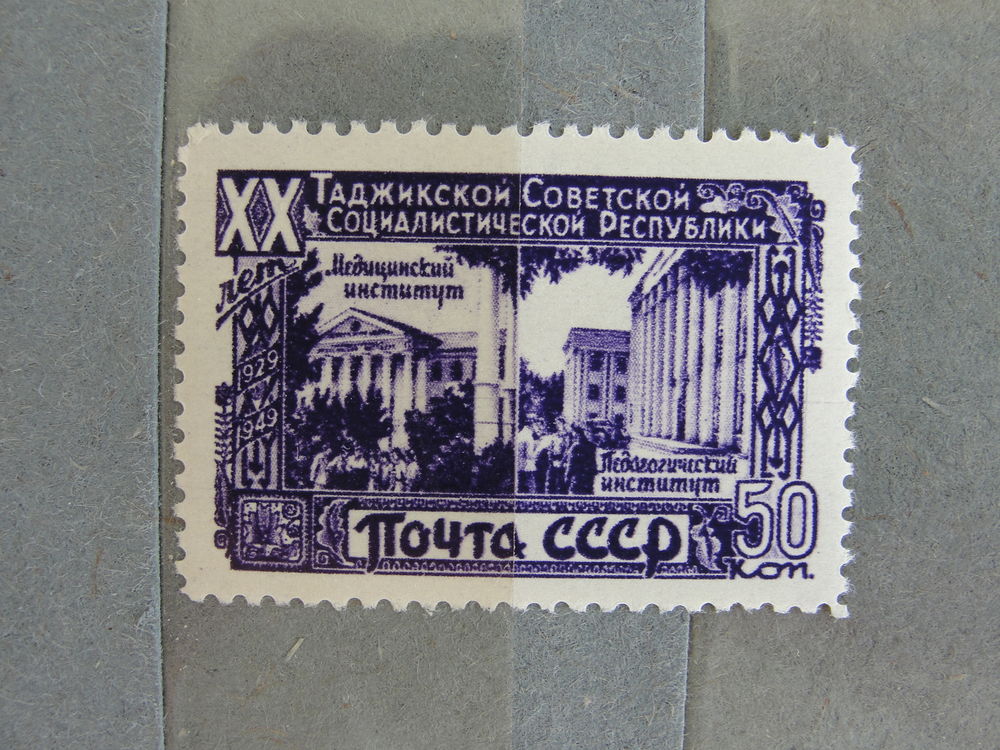 XX Таджикской Советской
Социалистической Республики
лет
Медицинский
институт
1929
1949
Педагогический
институт
Почта СССР
50
коп.